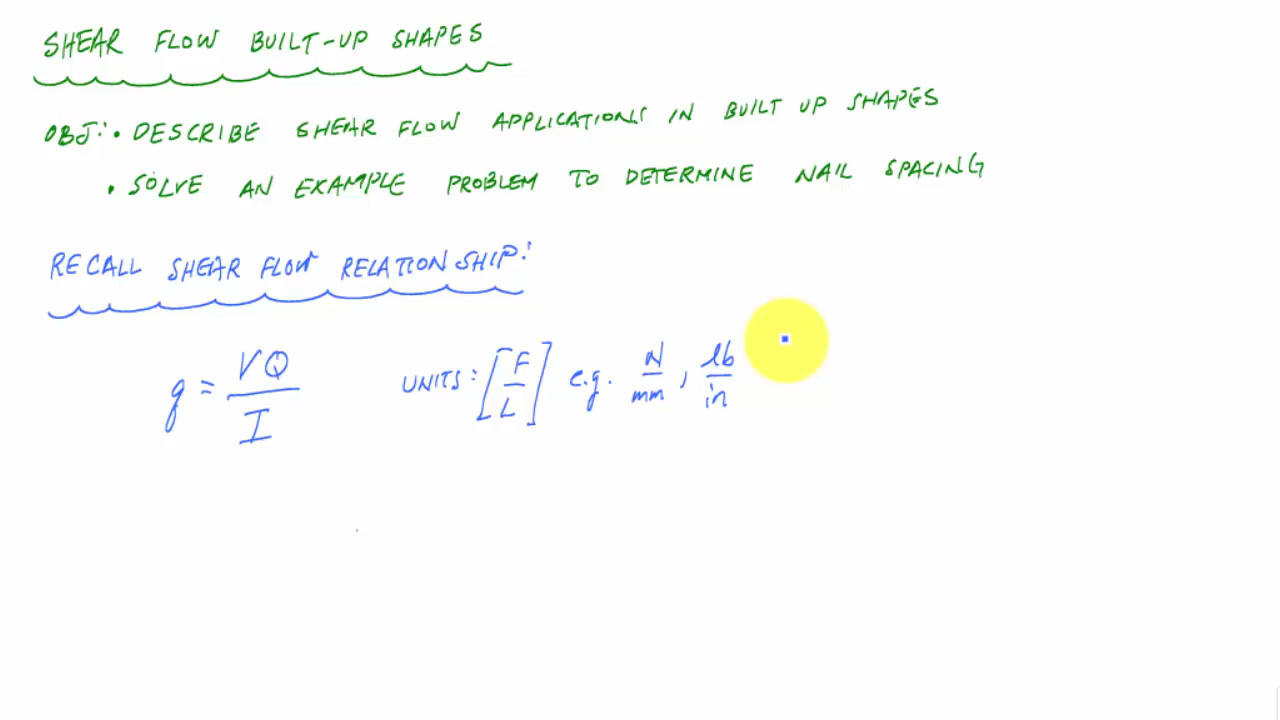 SHEAR FLOW BUILT-UP SHAPES
OBJ: • DESCRIBE SHEAR FLOW APPLICATIONS IN BUILT UP SHAPES
• SOLVE AN EXAMPLE PROBLEM TO DETERMINE NAIL SPACING
RECALL SHEAR FLOW RELATIONSHIP:
q = VQ / I UNITS: [F / L] e.g. N / mm , lb / in